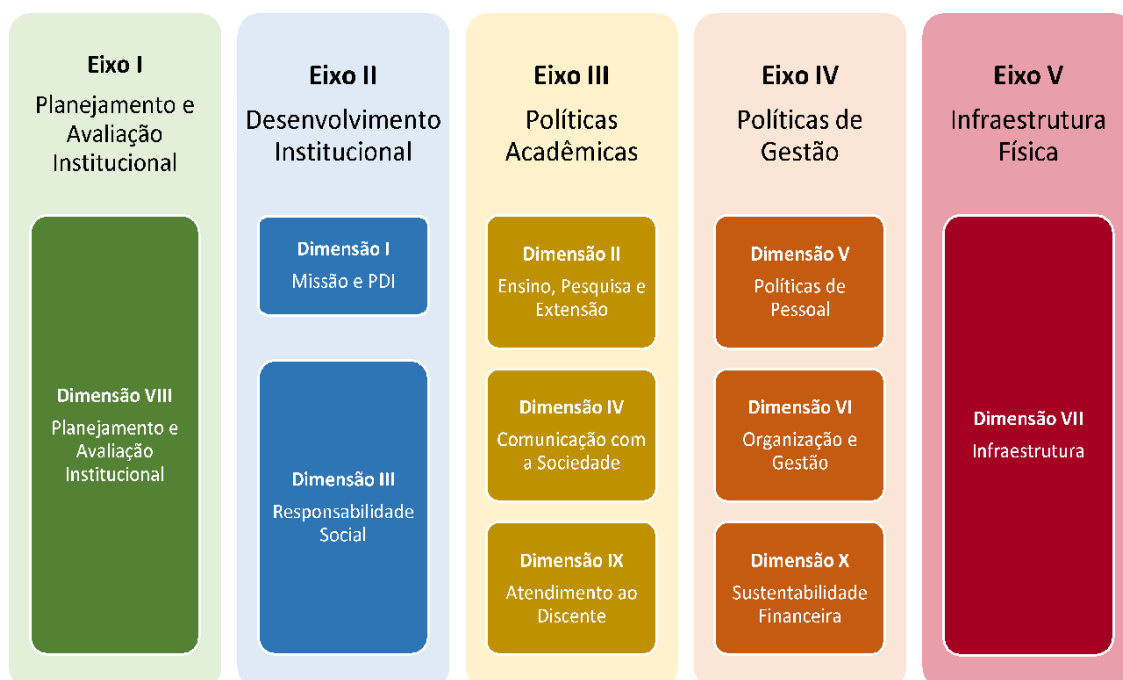 Eixo I
Planejamento e
Avaliação
Institucional
Dimensão VIII
Planejamento e
Avaliação
Institucional
Eixo II
Desenvolvimento
Institucional
Dimensão I
Missão e PDI
Dimensão III
Responsabilidade
Social
Eixo III
Políticas
Acadêmicas
Dimensão II
Ensino, Pesquisa e
Extensão
Dimensão IV
Comunicação com
a Sociedade
Dimensão IX
Atendimento ao
Discente
Eixo IV
Políticas de
Gestão
Dimensão V
Políticas de
Pessoal
Dimensão VI
Organização e
Gestão
Dimensão X
Sustentabilidade
Financeira
Eixo V
Infraestrutura
Física
Dimensão VII
Infraestrutura